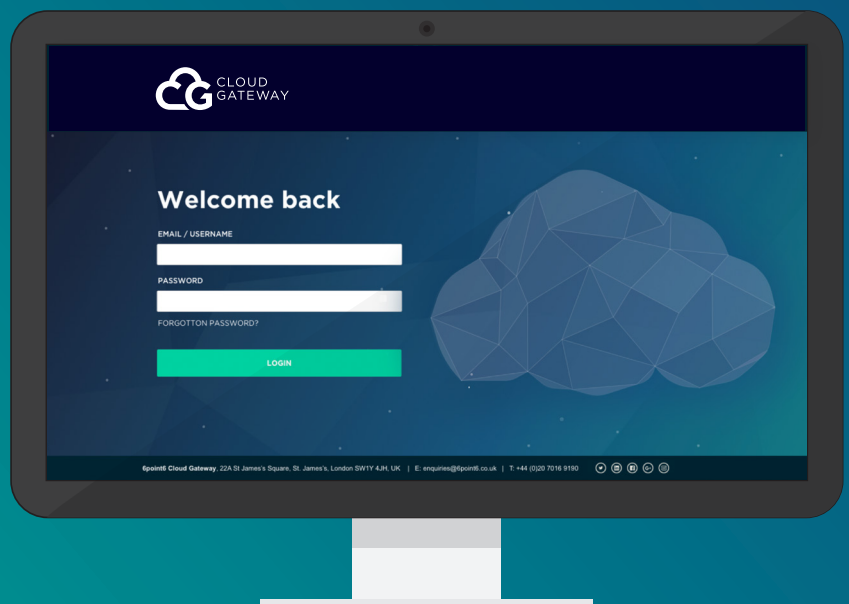 CLOUD
GATEWAY
Welcome back
EMAIL / USERNAME
PASSWORD
FORGOTTON PASSWORD?
LOGIN
6point6 Cloud Gateway, 22A St James's Square, St. James's, London SW1Y 4JH, UK | E: enquiries@6point6.co.uk | T: +44 (0)20 7016 9190